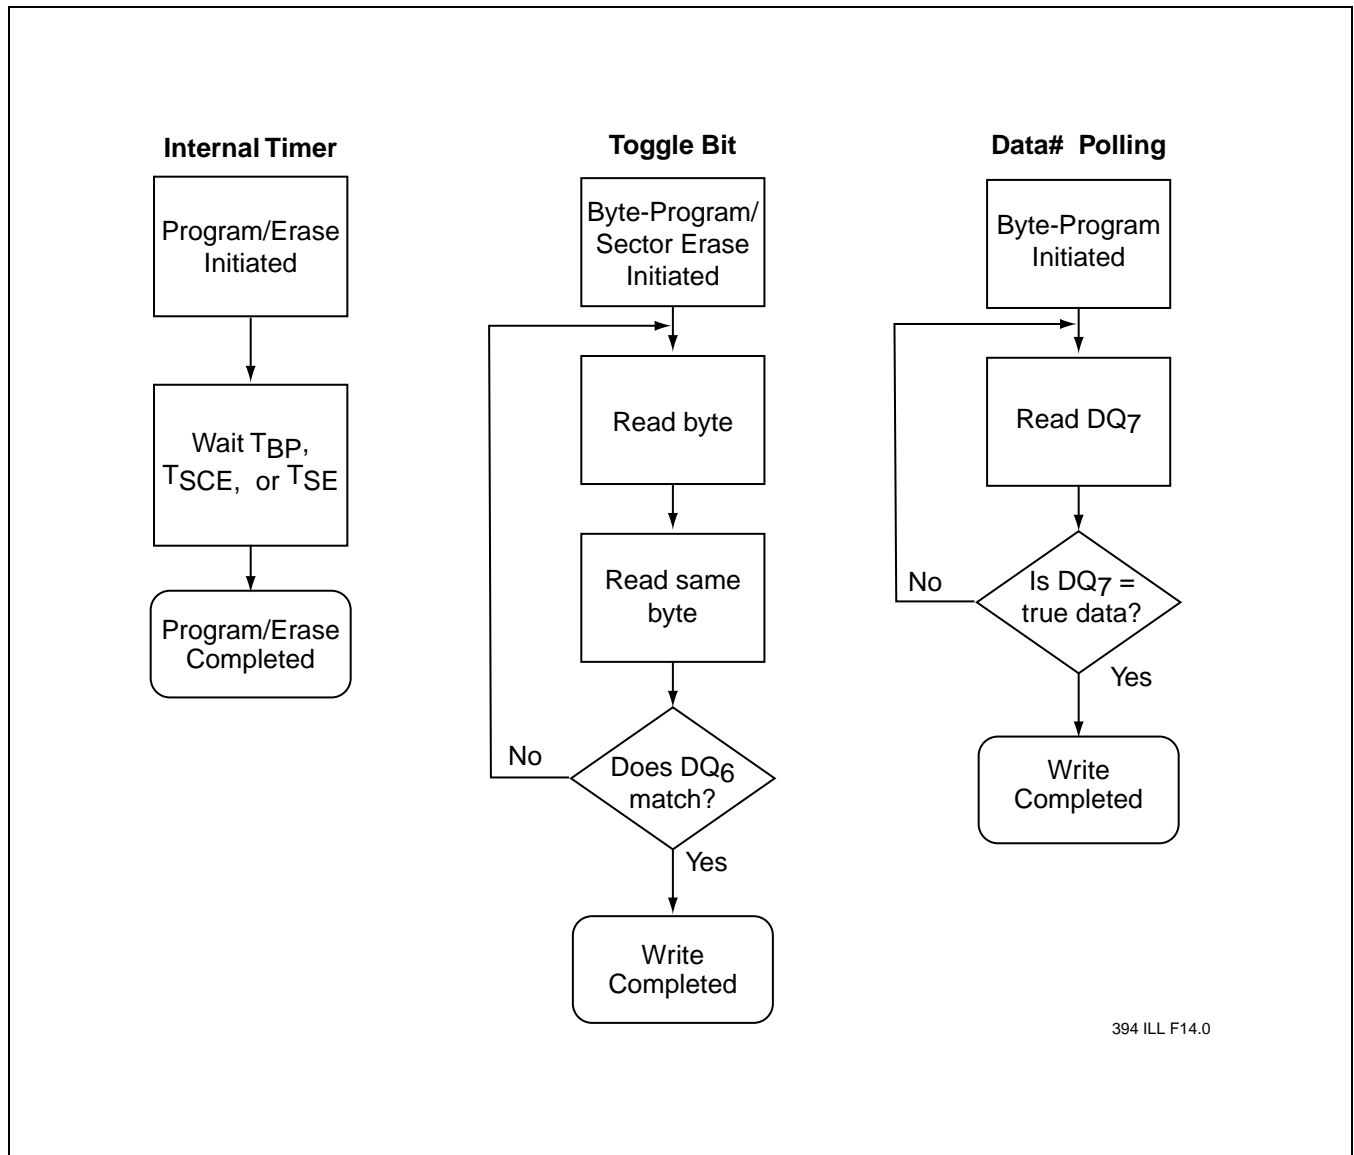 Internal Timer
Program/Erase
Initiated
Wait TBP,
TSCE, or TSE
Program/Erase
Completed
Toggle Bit
Byte-Program/
Sector Erase
Initiated
Read byte
Read same
byte
No
Does DQ6
match?
Yes
Write
Completed
Data# Polling
Byte-Program
Initiated
Read DQ7
No
Is DQ7 =
true data?
Yes
Write
Completed
394 ILL F14.0